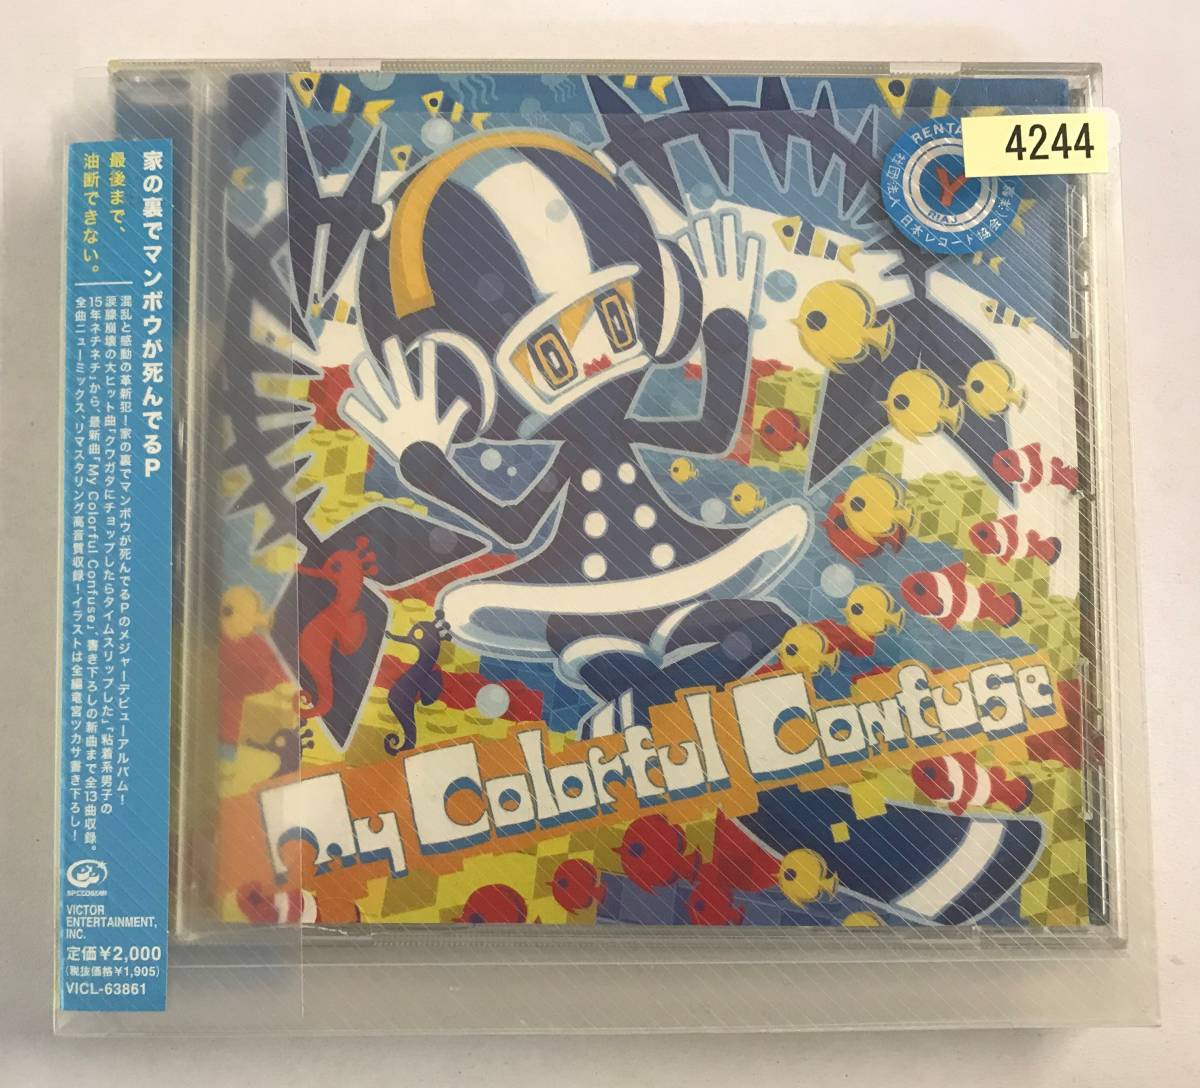 家の裏でマンボウが死んでるP
最後まで、
油断できない。
混乱と感動の革新犯!家の裏でマンボウが死んでるPのメジャーデビューアルバム!
涙腺崩壊の大ヒット曲「クワガタにチョップしたらタイムスリップした」「粘着系男子の
15年ネチネチ」から、最新曲「My Colorful Confuse」、書き下ろしの新曲まで全13曲収録。
全曲ニューミックス、リマスタリング高音質収録!イラストは全編竜宮ツカサ書き下ろし!
SPEEDSTAR
VICTOR
ENTERTAINMENT,
INC.
定価¥2,000
(税抜価格¥1,905)
VICL-63861
4244
RENTA
Y
RIAJ
社団法人 日本レコード協会
My Colorful Confuse